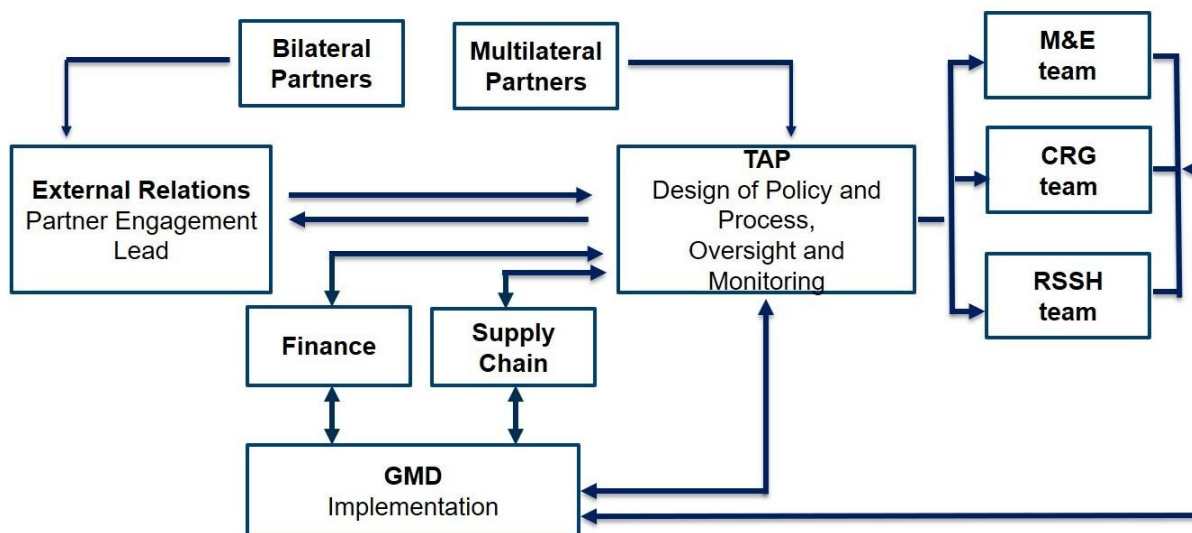 Bilateral
Partners
Multilateral
Partners
M&E
team
External Relations
Partner Engagement
Lead
TAP
Design of Policy and
Process,
Oversight and
Monitoring
CRG
team
RSSH
team
Finance
Supply
Chain
GMD
Implementation